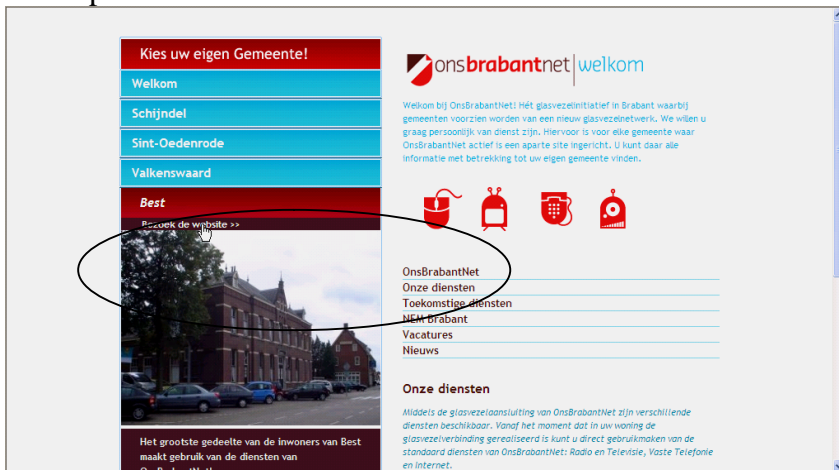 Kies uw eigen Gemeente!
Welkom
Schijndel
Sint-Oedenrode
Valkenswaard
Best
Bezoek de website >>
Het grootste gedeelte van de inwoners van Best
maakt gebruik van de diensten van
onsbrabantnet welkom
Welkom bij OnsBrabantNet! Hét glasvezelinitiatief in Brabant waarbij
gemeenten voorzien worden van een nieuw glasvezelnetwerk. We willen u
graag persoonlijk van dienst zijn. Hiervoor is voor elke gemeente waar
OnsBrabantNet actief is een aparte site ingericht. U kunt daar alle
informatie met betrekking tot uw eigen gemeente vinden.
OnsBrabantNet
Onze diensten
Toekomstige diensten
NEM Brabant
Vacatures
Nieuws
Onze diensten
Middels de glasvezelaansluiting van OnsBrabantNet zijn verschillende
diensten beschikbaar. Vanaf het moment dat in uw woning de
glasvezelverbinding gerealiseerd is kunt u direct gebruikmaken van de
standaard diensten van OnsBrabantNet: Radio en Televisie, Vaste Telefonie
en Internet.